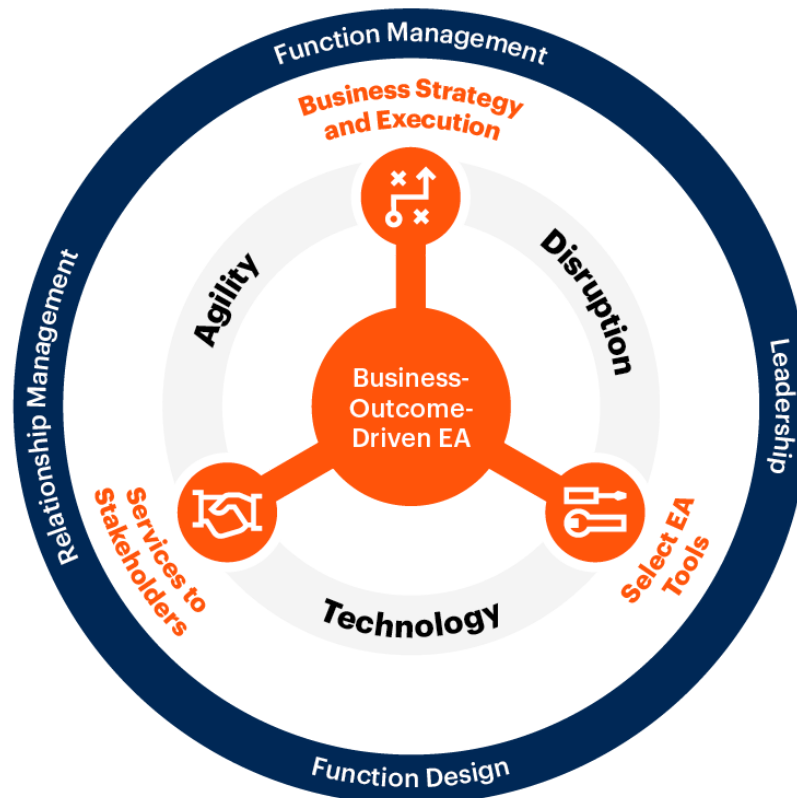 Function Management
Business Strategy
and Execution
Agility
Disruption
Relationship Management
Leadership
Business-
Outcome-
Driven EA
Services to
Stakeholders
Select EA
Tools
Technology
Function Design